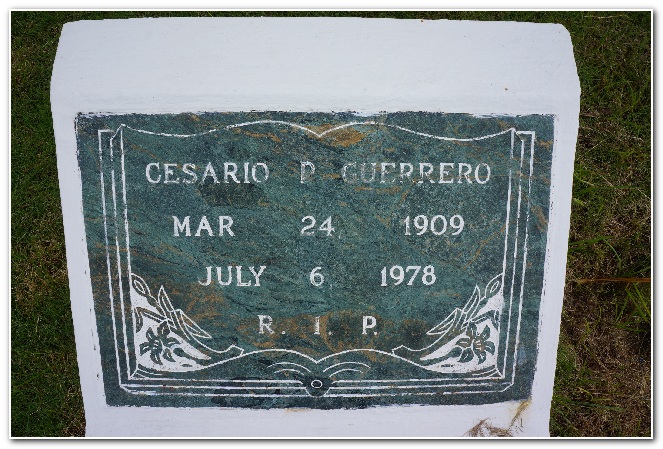 CESARIO P. GUERRERO
MAR 24 1909
JULY 6 1978
R. I. P.